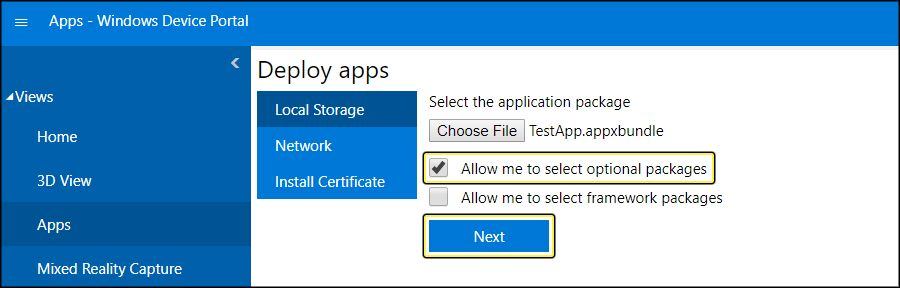 Apps - Windows Device Portal
Views
Home
3D View
Apps
Mixed Reality Capture
Deploy apps
Local Storage
Network
Install Certificate
Select the application package
Choose File TestApp.appxbundle
Allow me to select optional packages
Allow me to select framework packages
Next